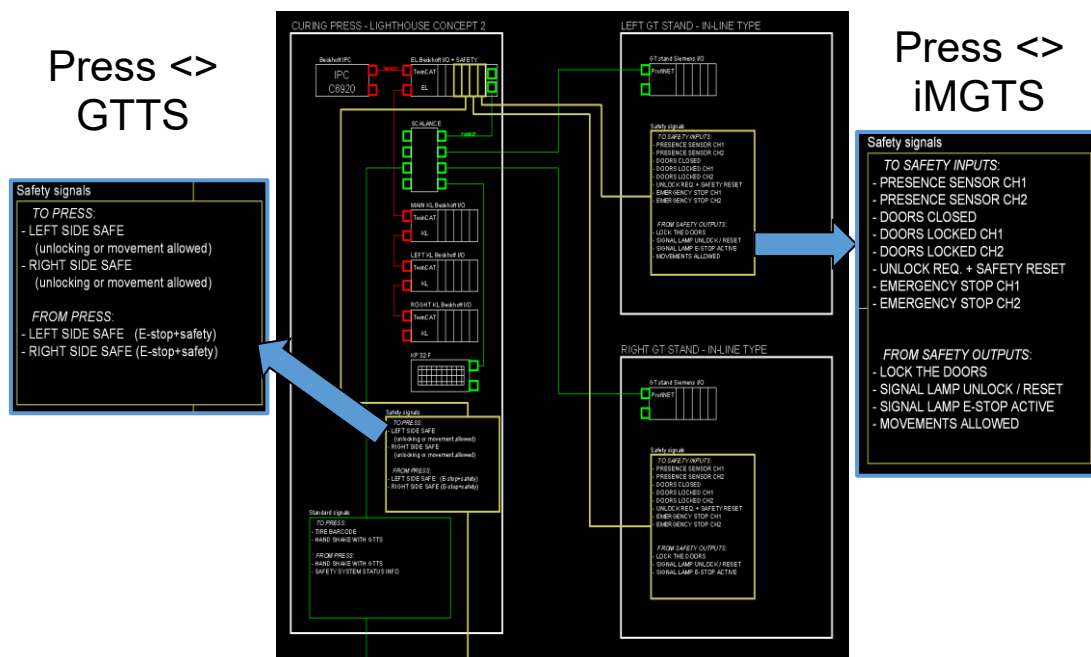 Press <>
GTTS
Safety signals
TO PRESS:
- LEFT SIDE SAFE
(unlocking or movement allowed)
- RIGHT SIDE SAFE
(unlocking or movement allowed)
FROM PRESS:
- LEFT SIDE SAFE (E-stop+safety)
- RIGHT SIDE SAFE (E-stop+safety)
CURING PRESS - LIGHTHOUSE CONCEPT 2
Beckhoff IPC
IPC
C6920
EL Beckhoff I/O + SAFETY
TwinCAT
EL
SCALANCE
MAIN KL Beckhoff I/O
TwinCAT
KL
LEFT KL Beckhoff I/O
TwinCAT
KL
ROGHT KL Beckhoff I/O
TwinCAT
KL
KP 32-F
Safety signals
TO PRESS:
- LEFT SIDE SAFE
(unlocking or movement allowed)
- RIGHT SIDE SAFE
(unlocking or movement allowed)
FROM PRESS:
- LEFT SIDE SAFE (E-stop+safety)
- RIGHT SIDE SAFE (E-stop+safety)
Standard signals
TO PRESS:
- TIRE BARCODE
- HAND SHAKE WITH GTTS
FROM PRESS:
- HAND SHAKE WITH GTTS
- SAFETY SYSTEM STATUS INFO
LEFT GT STAND - IN-LINE TYPE
GT stand Siemens I/O
ProfiNET
Safety signals
TO SAFETY INPUTS:
- PRESENCE SENSOR CH1
- PRESENCE SENSOR CH2
- DOORS CLOSED
- DOORS LOCKED CH1
- DOORS LOCKED CH2
- UNLOCK REQ. + SAFETY RESET
- EMERGENCY STOP CH1
- EMERGENCY STOP CH2
FROM SAFETY OUTPUTS:
- LOCK THE DOORS
- SIGNAL LAMP UNLOCK / RESET
- SIGNAL LAMP E-STOP ACTIVE
- MOVEMENTS ALLOWED
RIGHT GT STAND - IN-LINE TYPE
GT stand Siemens I/O
ProfiNET
Safety signals
TO SAFETY INPUTS:
- PRESENCE SENSOR CH1
- PRESENCE SENSOR CH2
- DOORS CLOSED
- DOORS LOCKED CH1
- DOORS LOCKED CH2
- UNLOCK REQ. + SAFETY RESET
- EMERGENCY STOP CH1
- EMERGENCY STOP CH2
FROM SAFETY OUTPUTS:
- LOCK THE DOORS
- SIGNAL LAMP UNLOCK / RESET
- SIGNAL LAMP E-STOP ACTIVE
Press <>
iMGTS
Safety signals
TO SAFETY INPUTS:
- PRESENCE SENSOR CH1
- PRESENCE SENSOR CH2
- DOORS CLOSED
- DOORS LOCKED CH1
- DOORS LOCKED CH2
- UNLOCK REQ. + SAFETY RESET
- EMERGENCY STOP CH1
- EMERGENCY STOP CH2
FROM SAFETY OUTPUTS:
- LOCK THE DOORS
- SIGNAL LAMP UNLOCK / RESET
- SIGNAL LAMP E-STOP ACTIVE
- MOVEMENTS ALLOWED